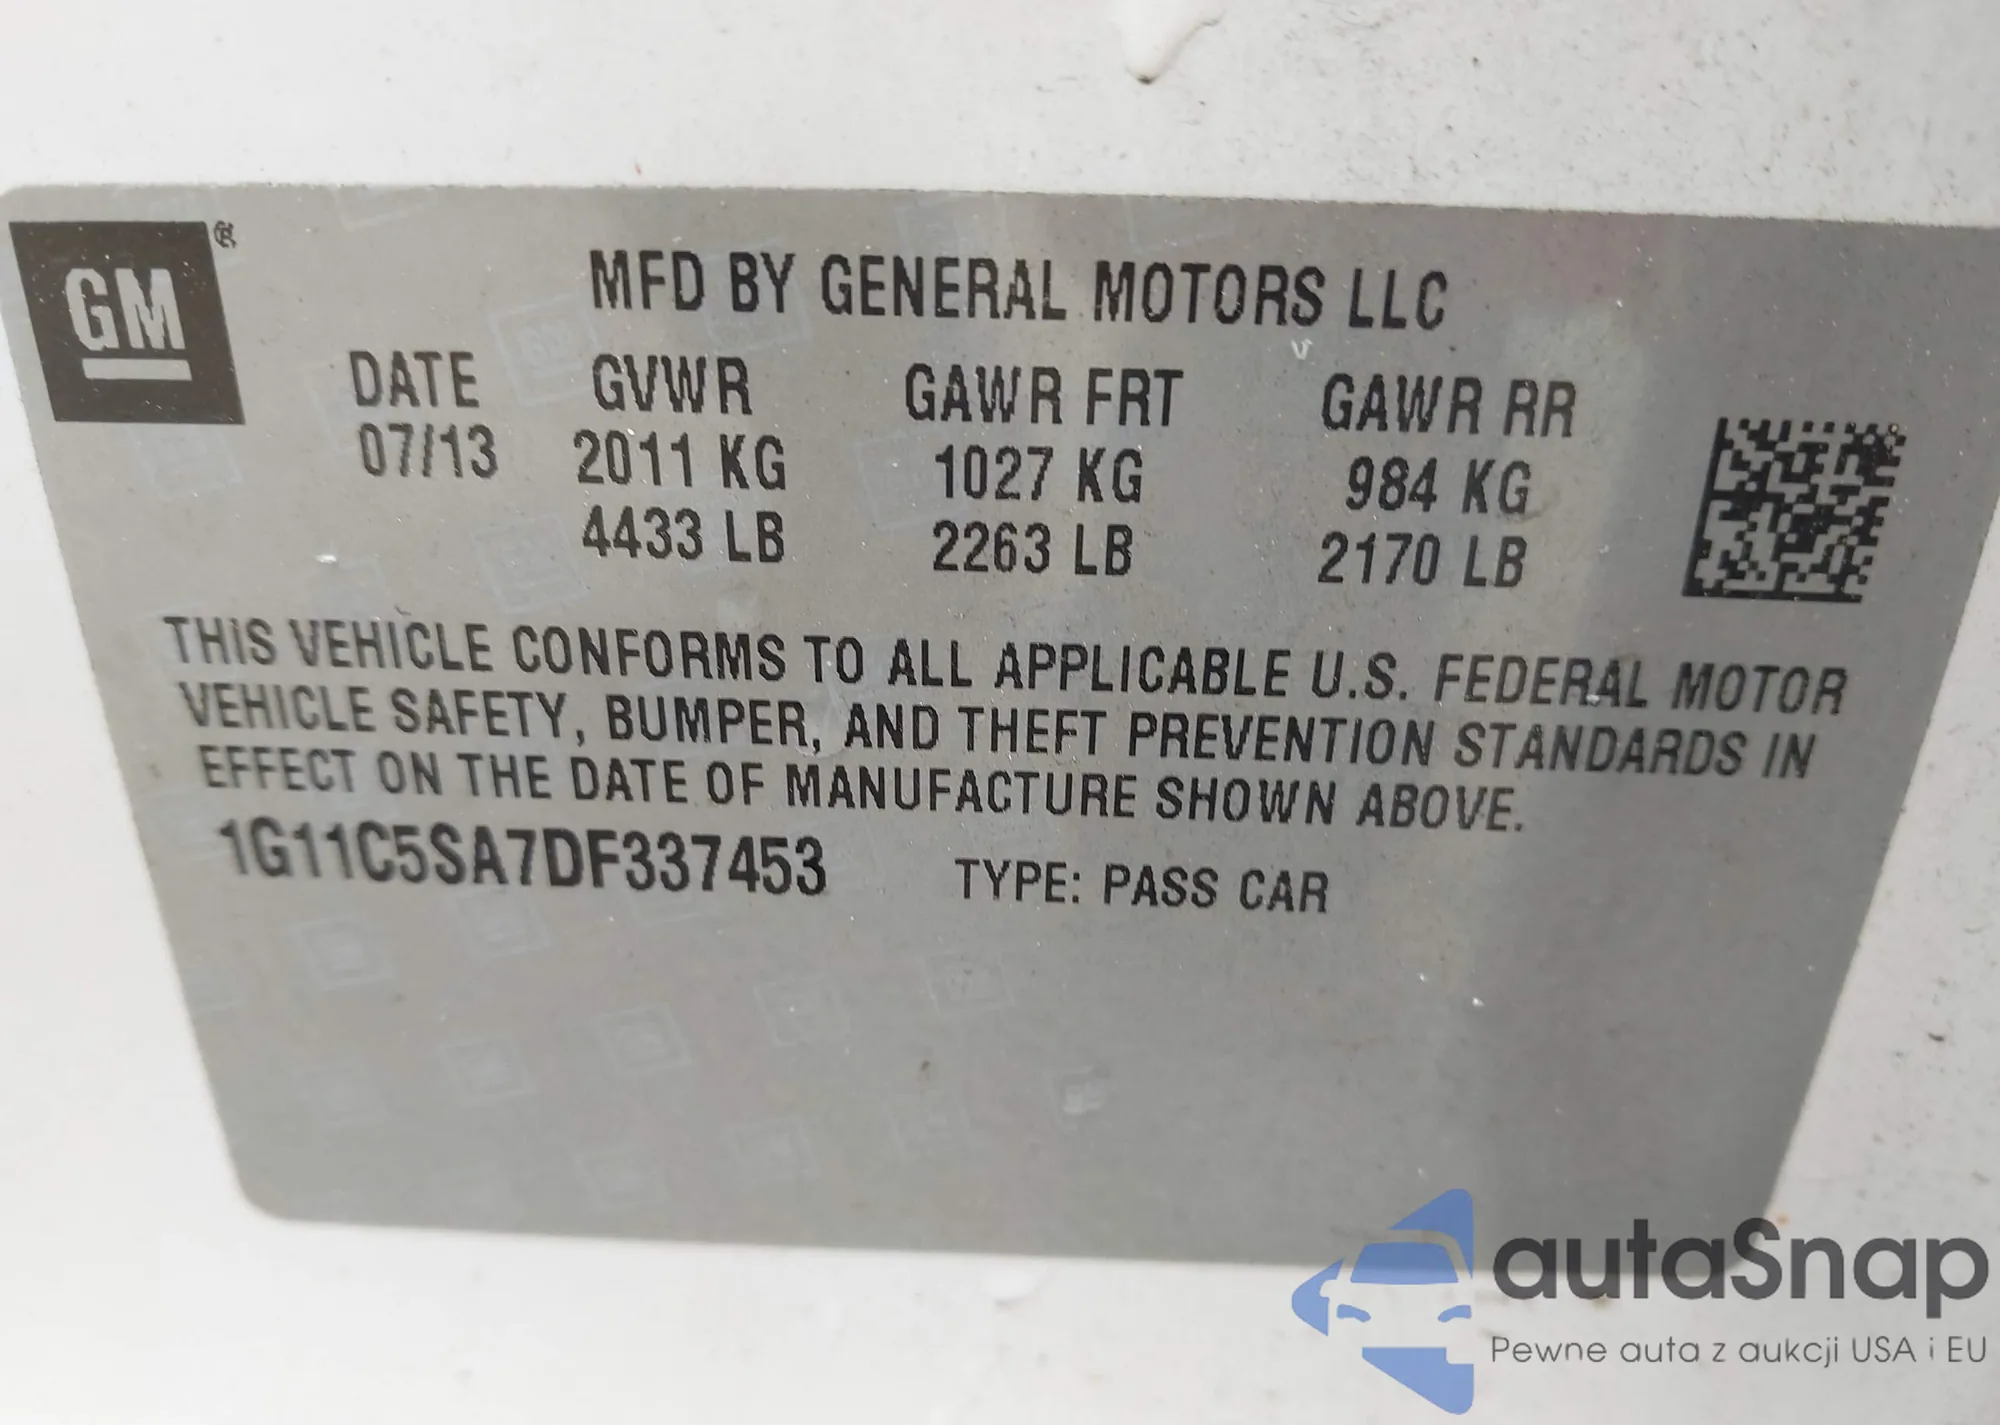 GM®
MFD BY GENERAL MOTORS LLC
DATE GVWR GAWR FRT GAWR RR
07/13 2011 KG 1027 KG 984 KG
4433 LB 2263 LB 2170 LB
THIS VEHICLE CONFORMS TO ALL APPLICABLE U.S. FEDERAL MOTOR
VEHICLE SAFETY, BUMPER, AND THEFT PREVENTION STANDARDS IN
EFFECT ON THE DATE OF MANUFACTURE SHOWN ABOVE.
1G11C5SA7DF337453 TYPE: PASS CAR
autaSnap
Pewne auta z aukcji USA i EU